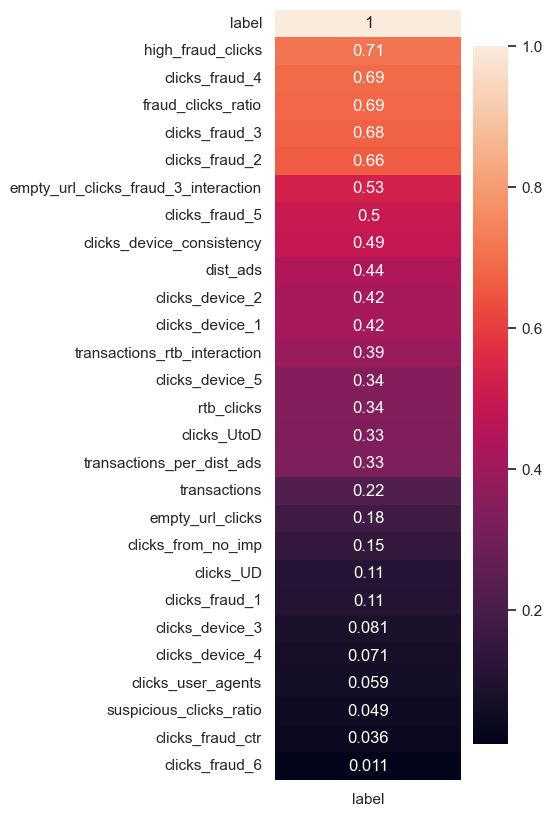 label 1
high_fraud_clicks 0.71
clicks_fraud_4 0.69
fraud_clicks_ratio 0.69
clicks_fraud_3 0.68
clicks_fraud_2 0.66
empty_url_clicks_fraud_3_interaction 0.53
clicks_fraud_5 0.5
clicks_device_consistency 0.49
dist_ads 0.44
clicks_device_2 0.42
clicks_device_1 0.42
transactions_rtb_interaction 0.39
clicks_device_5 0.34
rtb_clicks 0.34
clicks_UtoD 0.33
transactions_per_dist_ads 0.33
transactions 0.22
empty_url_clicks 0.18
clicks_from_no_imp 0.15
clicks_UD 0.11
clicks_fraud_1 0.11
clicks_device_3 0.081
clicks_device_4 0.071
clicks_user_agents 0.059
suspicious_clicks_ratio 0.049
clicks_fraud_ctr 0.036
clicks_fraud_6 0.011
label
1.0
0.8
0.6
0.4
0.2